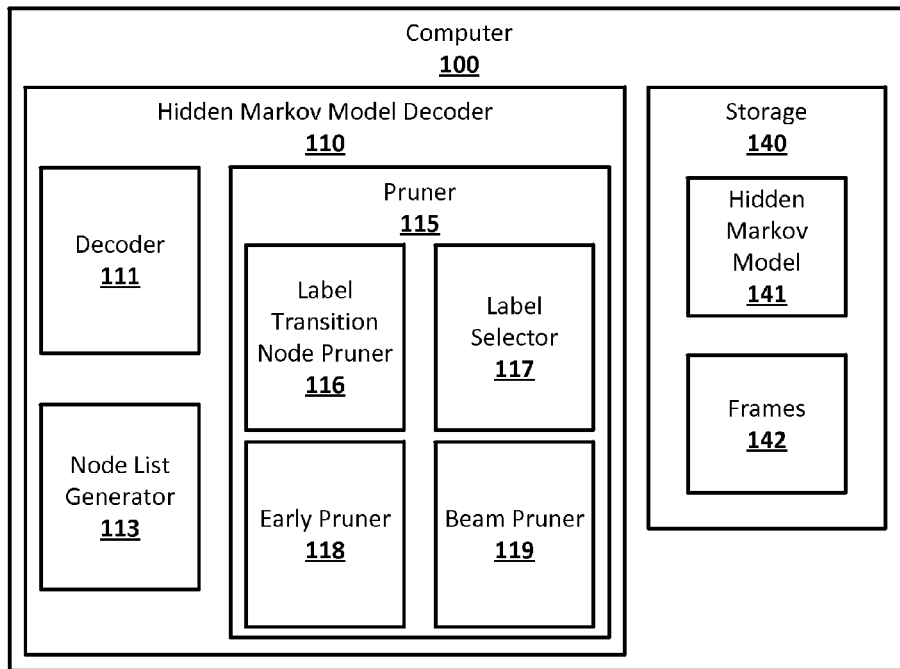 Computer
100
Hidden Markov Model Decoder
110
Decoder
111
Node List
Generator
113
Pruner
115
Label
Transition
Node Pruner
116
Label
Selector
117
Early Pruner
118
Beam Pruner
119
Storage
140
Hidden
Markov
Model
141
Frames
142